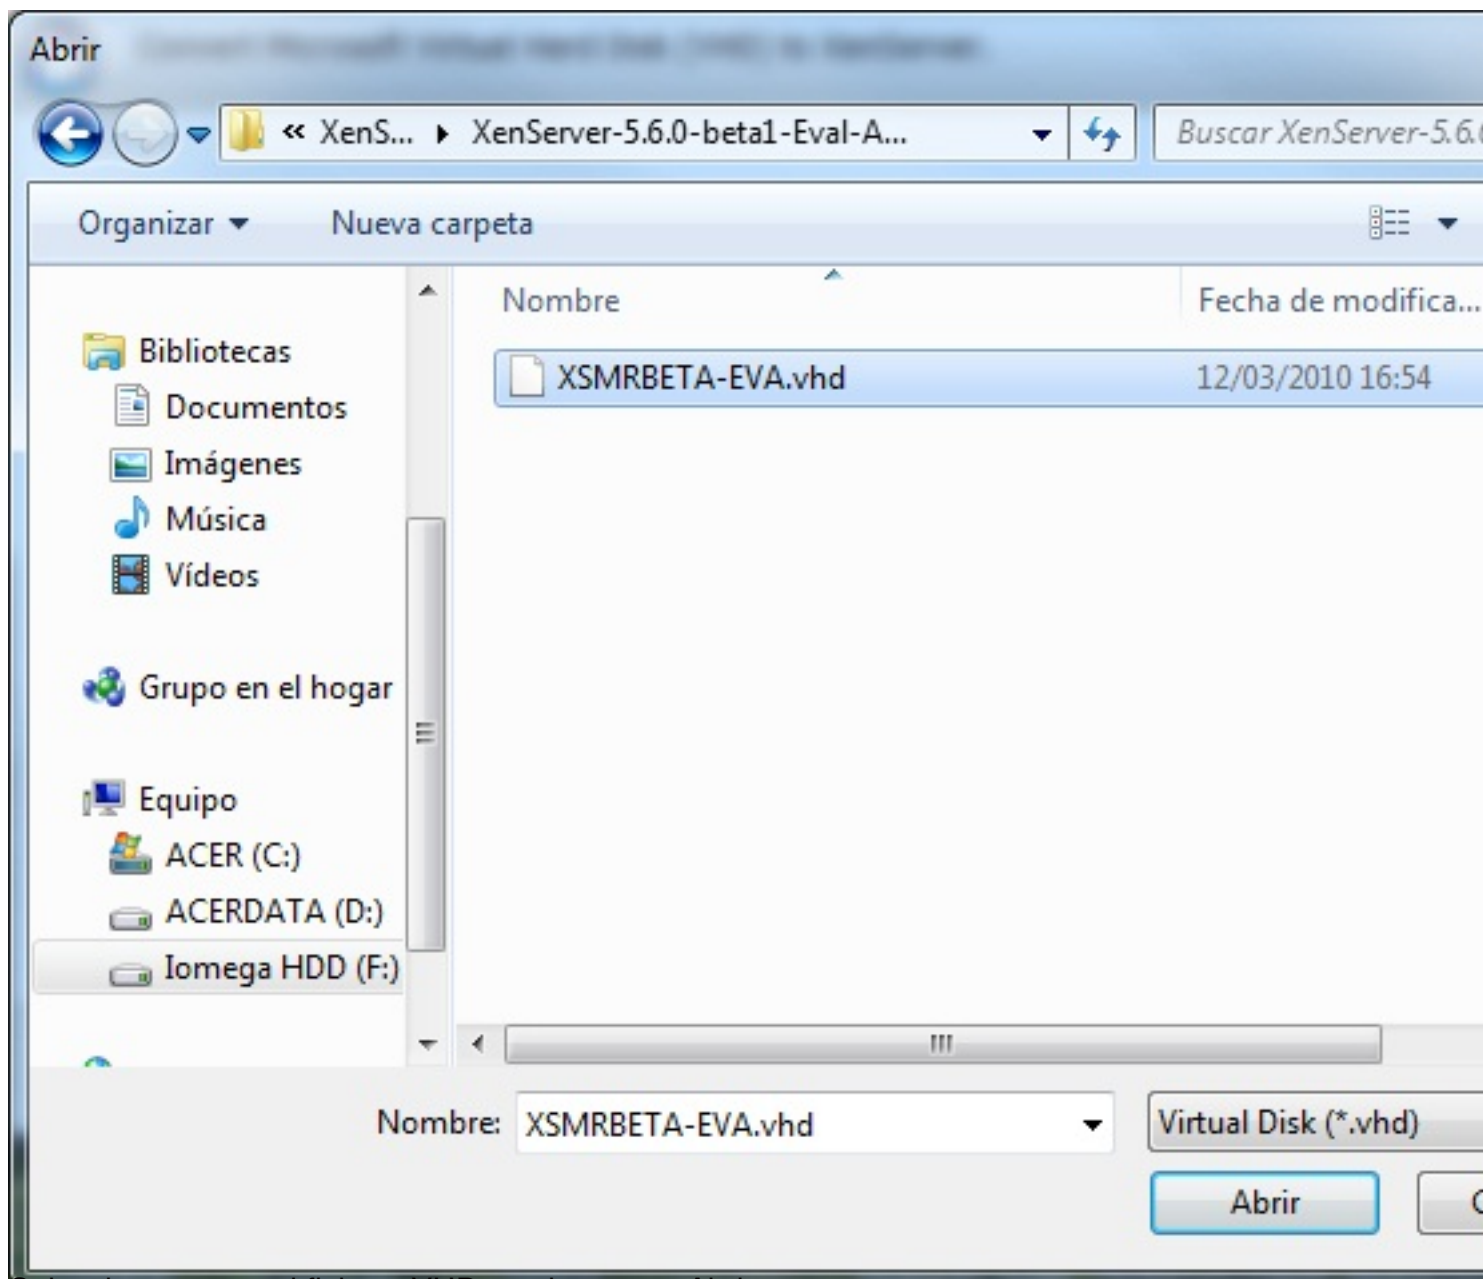 Abrir
« XenS... XenServer-5.6.0-beta1-Eval-A... Buscar XenServer-5.6.
Organizar Nueva carpeta
Nombre Fecha de modifica...
XSMRBETA-EVA.vhd 12/03/2010 16:54
Bibliotecas
Documentos
Imágenes
Música
Vídeos
Grupo en el hogar
Equipo
ACER (C:)
ACERDATA (D:)
Iomega HDD (F:)
Nombre: XSMRBETA-EVA.vhd Virtual Disk (*.vhd)
Abrir